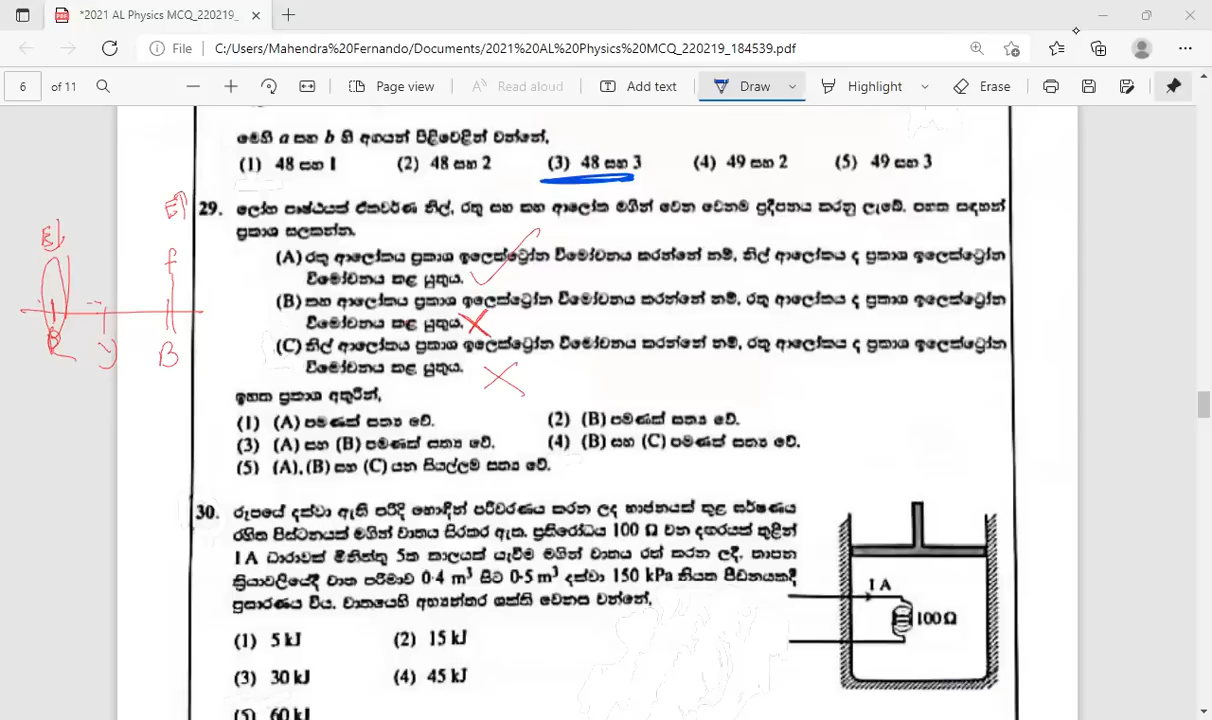 *2021 AL Physics MCQ_220219_
File C:/Users/Mahendra%20Fernando/Documents/2021%20AL%20Physics%20MCQ_220219_184539.pdf
6 of 11 Page view Read aloud Add text Draw Highlight Erase
මෙහි a සහ b හි අගයන් පිළිවෙළින් වන්නේ,
(1) 48 සහ 1 (2) 48 සහ 2 (3) 48 සහ 3 (4) 49 සහ 2 (5) 49 සහ 3
29. ලෝහ පෘෂ්ඨයක් ඒකවර්ණ නිල්, රතු සහ කහ ආලෝක මගින් වෙන වෙනම ප්‍රදීපනය කරනු ලැබේ. පහත සඳහන්
ප්‍රකාශ සලකන්න.
(A) රතු ආලෝකය ප්‍රකාශ ඉලෙක්ට්‍රෝන විමෝචනය කරන්නේ නම්, නිල් ආලෝකය ද ප්‍රකාශ ඉලෙක්ට්‍රෝන
විමෝචනය කළ යුතුය.
(B) කහ ආලෝකය ප්‍රකාශ ඉලෙක්ට්‍රෝන විමෝචනය කරන්නේ නම්, රතු ආලෝකය ද ප්‍රකාශ ඉලෙක්ට්‍රෝන
විමෝචනය කළ යුතුය.
(C) නිල් ආලෝකය ප්‍රකාශ ඉලෙක්ට්‍රෝන විමෝචනය කරන්නේ නම්, රතු ආලෝකය ද ප්‍රකාශ ඉලෙක්ට්‍රෝන
විමෝචනය කළ යුතුය.
E↑
E↓
f
R y B
ඉහත ප්‍රකාශ අතුරින්,
(1) (A) පමණක් සත්‍ය වේ. (2) (B) පමණක් සත්‍ය වේ.
(3) (A) සහ (B) පමණක් සත්‍ය වේ. (4) (B) සහ (C) පමණක් සත්‍ය වේ.
(5) (A), (B) සහ (C) යන සියල්ලම සත්‍ය වේ.
30. රූපයේ දක්වා ඇති පරිදි හොඳින් පරිවරණය කරන ලද භාජනයක් තුළ ඝර්ෂණය
රහිත පිස්ටනයක් මගින් වාතය සිරකර ඇත. ප්‍රතිරෝධය 100 Ω වන දඟරයක් තුළින්
1 A ධාරාවක් මිනිත්තු 5ක කාලයක් යැවීම මගින් වාතය රත් කරන ලදී. තාපන
ක්‍රියාවලියේදී වාත පරිමාව 0·4 m³ සිට 0·5 m³ දක්වා 150 kPa නියත පීඩනයකදී
ප්‍රසාරණය විය. වාතයෙහි අභ්‍යන්තර ශක්ති වෙනස වන්නේ,
1 A
100 Ω
(1) 5 kJ (2) 15 kJ
(3) 30 kJ (4) 45 kJ
(5) 60 kJ